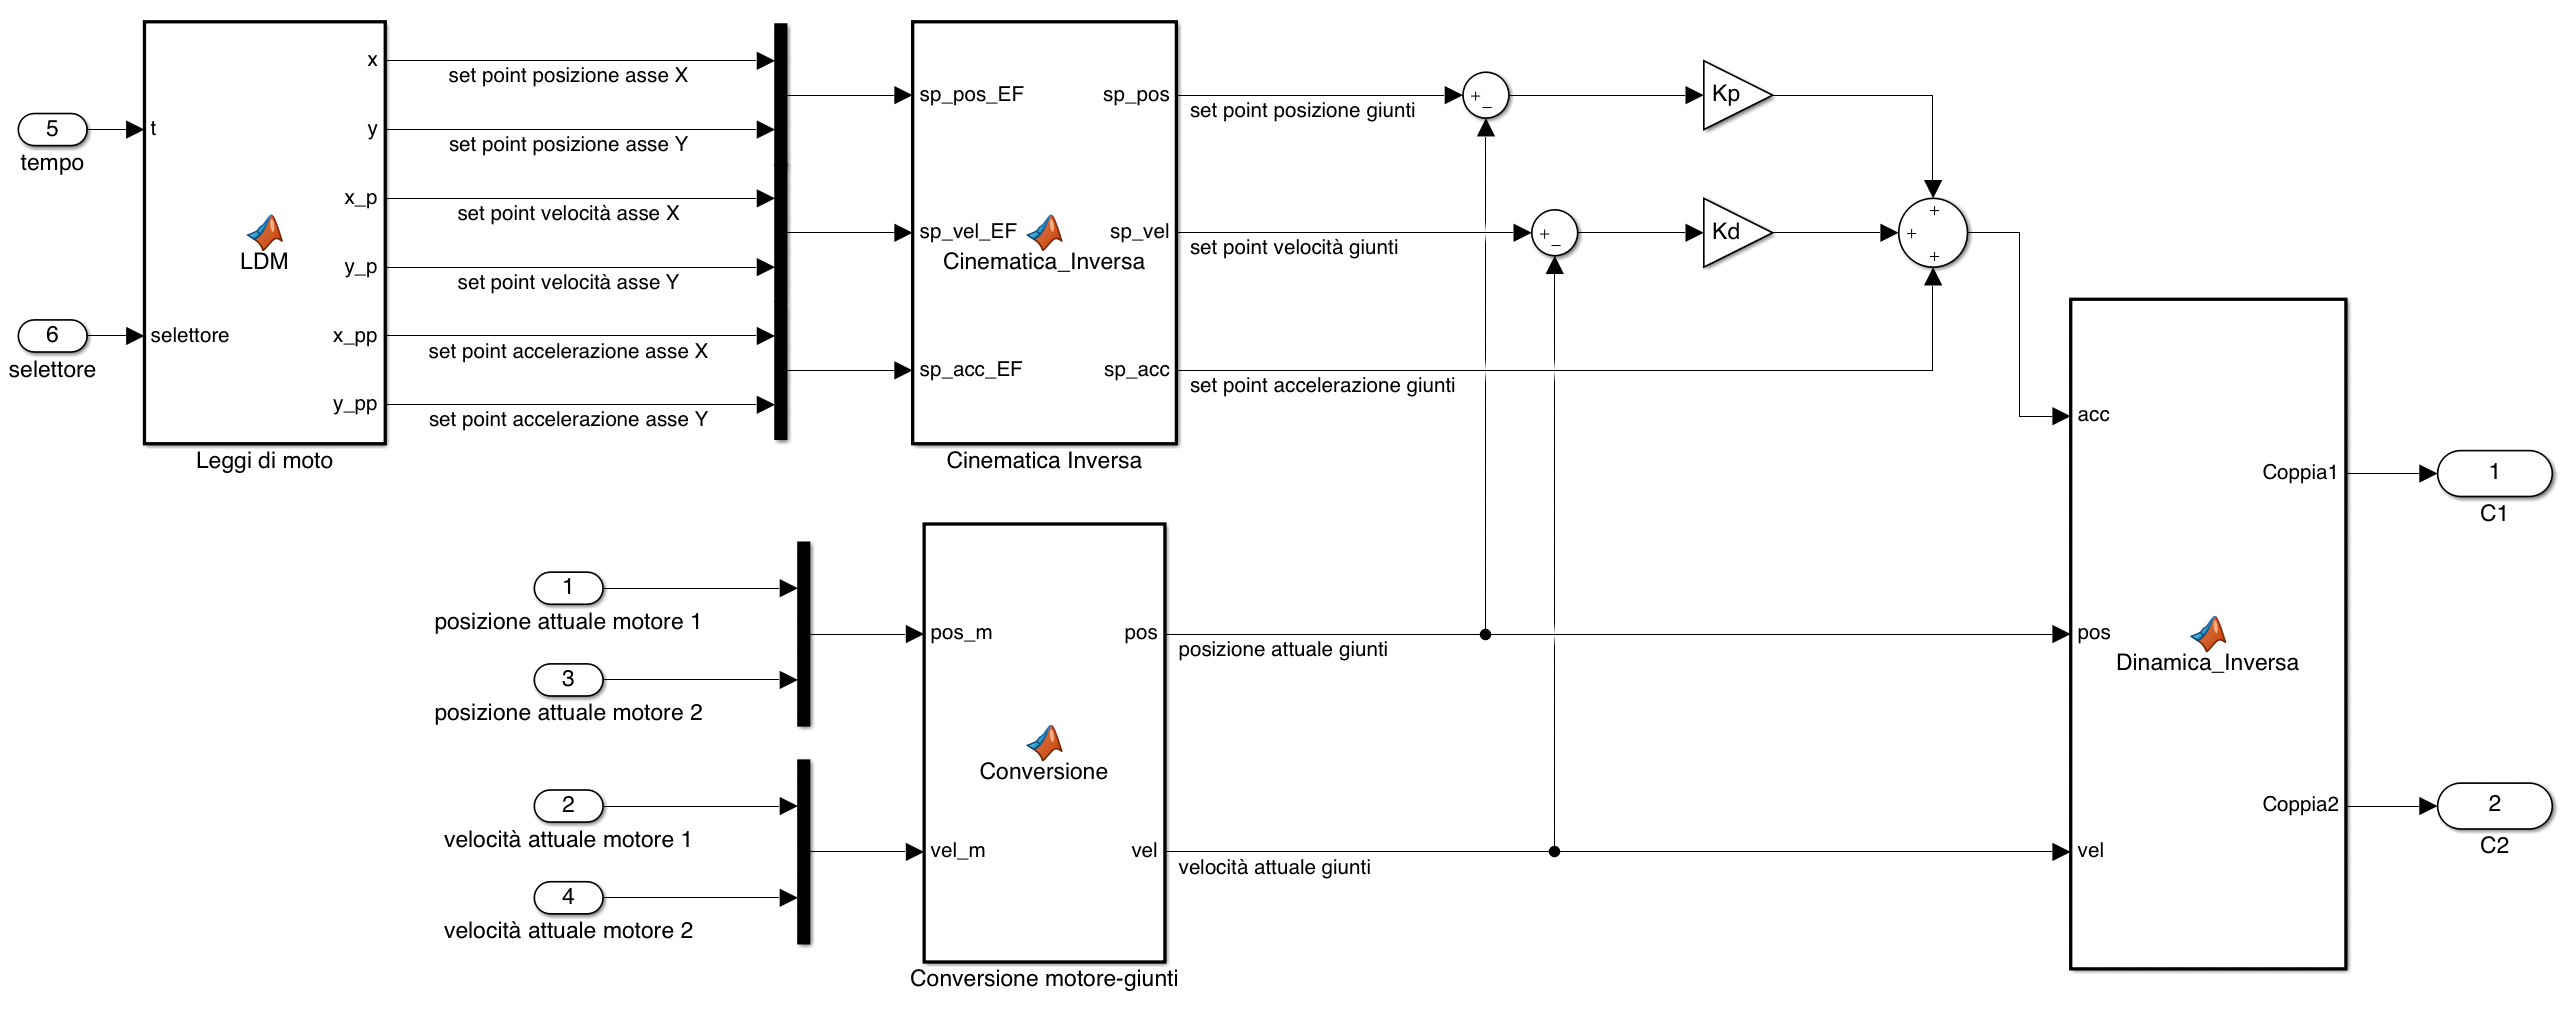 5
tempo
6
selettore
t
selettore
LDM
x
y
x_p
y_p
x_pp
y_pp
Leggi di moto
set point posizione asse X
set point posizione asse Y
set point velocità asse X
set point velocità asse Y
set point accelerazione asse X
set point accelerazione asse Y
sp_pos_EF
sp_vel_EF
sp_acc_EF
Cinematica_Inversa
sp_pos
sp_vel
sp_acc
Cinematica Inversa
set point posizione giunti
set point velocità giunti
set point accelerazione giunti
+
−
+
−
Kp
Kd
+
+
+
1
posizione attuale motore 1
3
posizione attuale motore 2
2
velocità attuale motore 1
4
velocità attuale motore 2
pos_m
vel_m
Conversione
pos
vel
Conversione motore-giunti
posizione attuale giunti
velocità attuale giunti
acc
pos
vel
Dinamica_Inversa
Coppia1
Coppia2
1
C1
2
C2